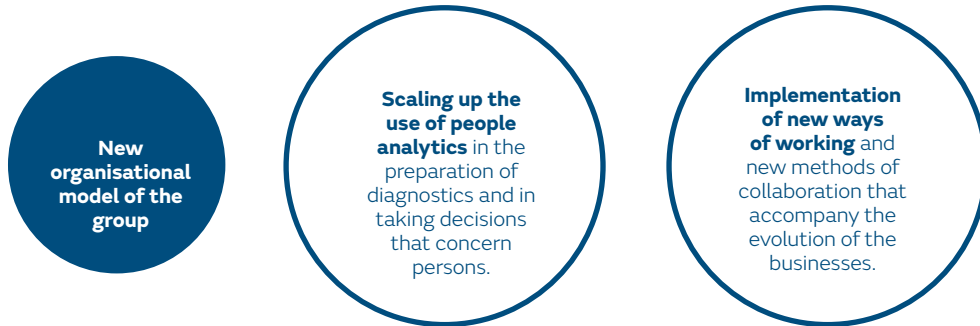 New
organisational
model of the
group
Scaling up the
use of people
analytics in the
preparation of
diagnostics and in
taking decisions
that concern
persons.
Implementation
of new ways
of working and
new methods of
collaboration that
accompany the
evolution of the
businesses.